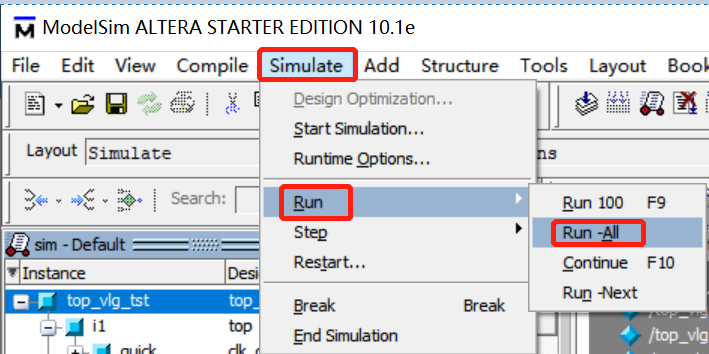 ModelSim ALTERA STARTER EDITION 10.1e
File Edit View Compile Simulate Add Structure Tools Layout Book
Design Optimization...
Start Simulation...
Layout Simulate
Runtime Options...
ns
Search:
Run
Run 100 F9
Step
Run -All
sim - Default
Restart...
Continue F10
Instance
Run -Next
top_vlg_tst top_
Break Break
/top_vlg
i1 top
End Simulation
/top_vlg
quick clk_